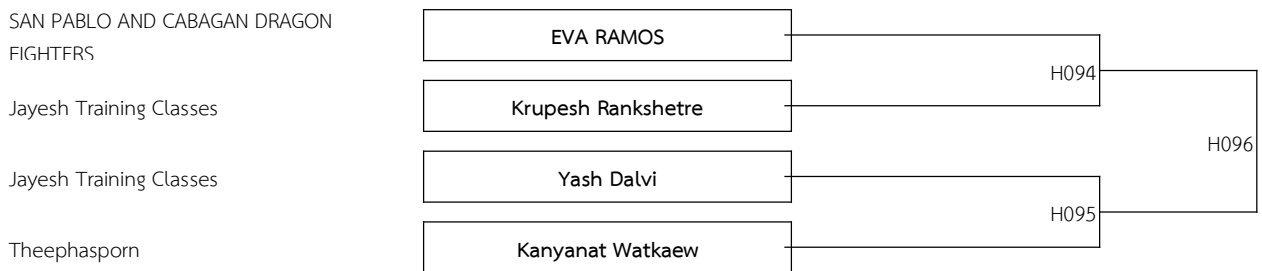 SAN PABLO AND CABAGAN DRAGON
FIGHTERS
EVA RAMOS
H094
Jayesh Training Classes
Krupesh Rankshetre
H096
Jayesh Training Classes
Yash Dalvi
H095
Theephasporn
Kanyanat Watkaew